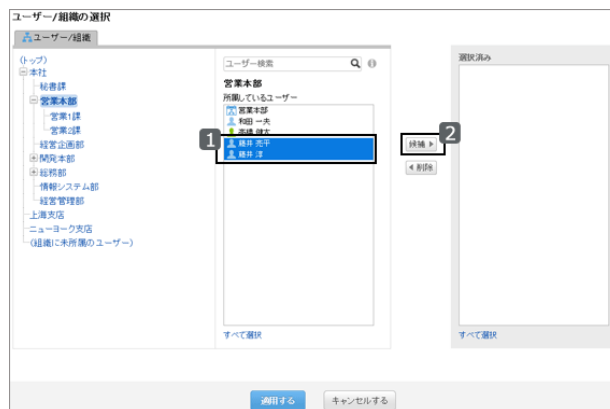 ユーザー/組織の選択
ユーザー/組織
(トップ)
本社
秘書課
営業本部
営業1課
営業2課
経営企画部
開発本部
総務部
情報システム部
経営管理部
上海支店
ニューヨーク支店
(組織に未所属のユーザー)
ユーザー検索
営業本部
所属しているユーザー
営業本部
和田 一夫
高橋 健太
藤井 亮平
藤井 淳
すべて選択
1
候補
2
削除
選択済み
すべて選択
適用する
キャンセルする